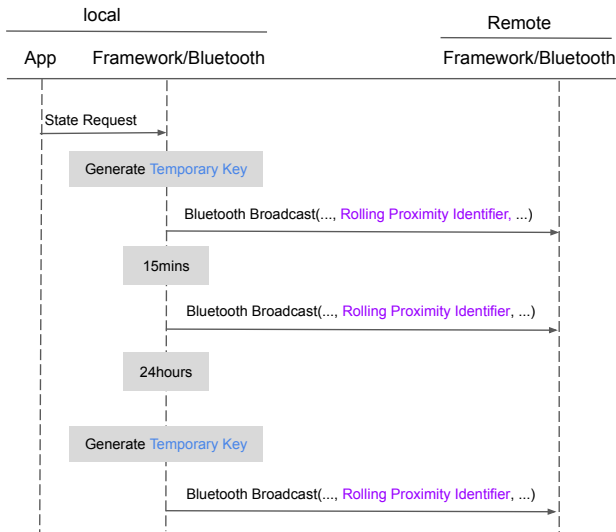 local
Remote
App
Framework/Bluetooth
Framework/Bluetooth
State Request
Generate Temporary Key
Bluetooth Broadcast(..., Rolling Proximity Identifier, ...)
15mins
Bluetooth Broadcast(..., Rolling Proximity Identifier, ...)
24hours
Generate Temporary Key
Bluetooth Broadcast(..., Rolling Proximity Identifier, ...)